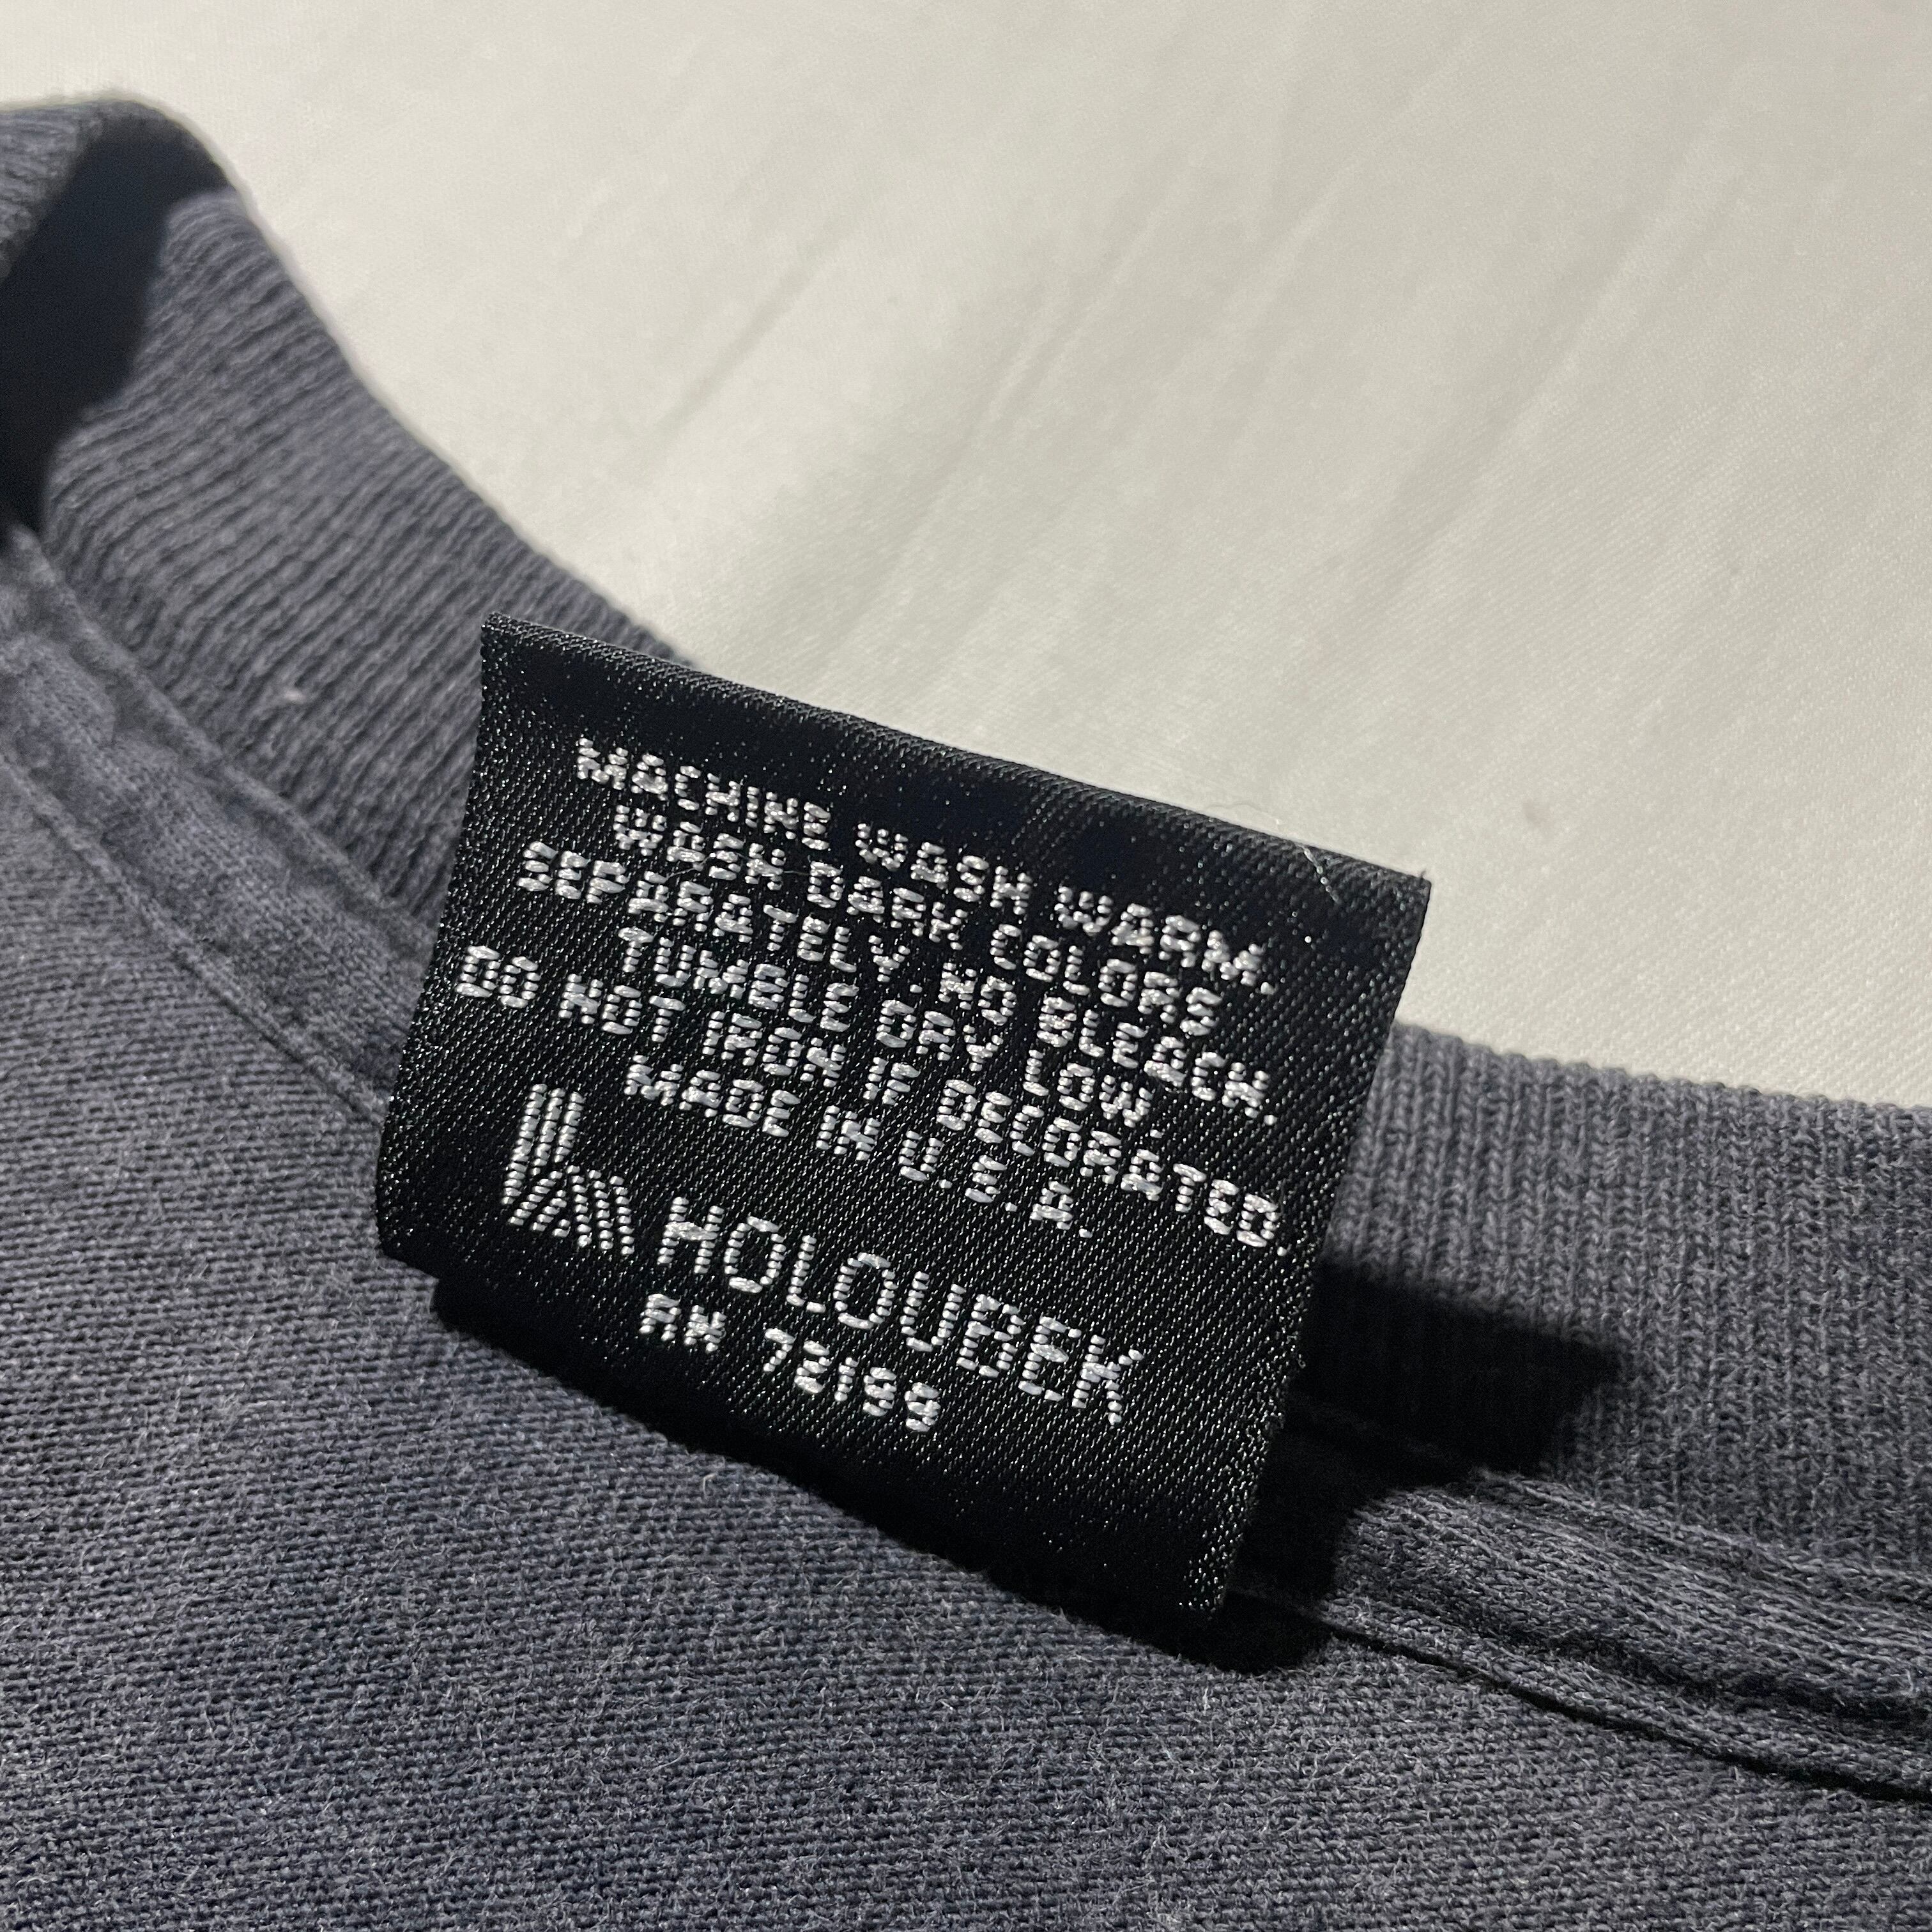 MACHINE WASH WARM.
WASH DARK COLORS
SEPARATELY. NO BLEACH.
TUMBLE DRY LOW.
DO NOT IRON IF DECORATED.
MADE IN U.S.A.
HOLOUBEK
RN 72199